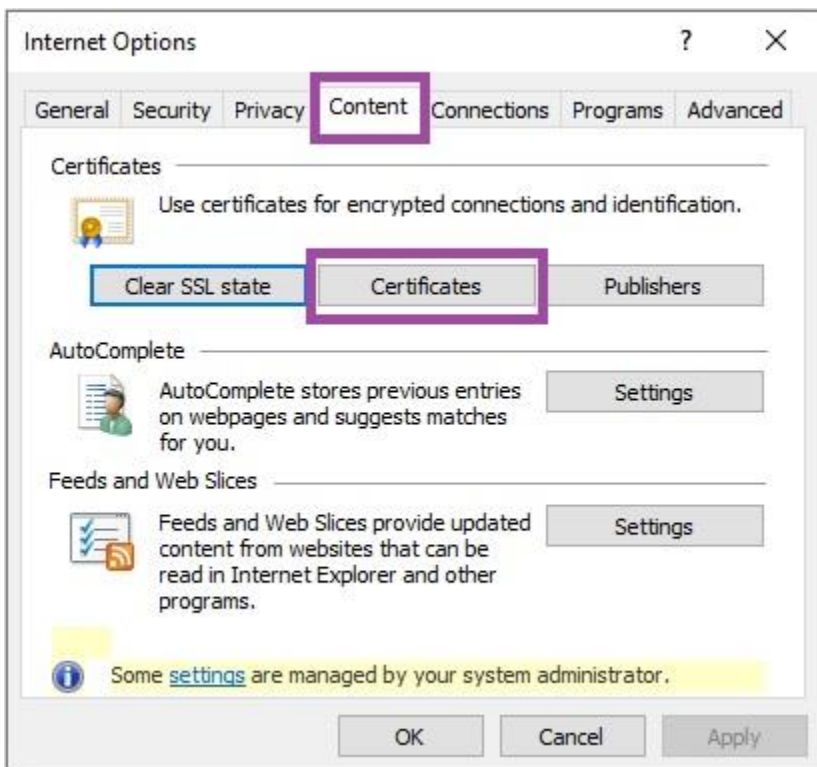 Internet Options ? X
General Security Privacy Content Connections Programs Advanced
Certificates
Use certificates for encrypted connections and identification.
Clear SSL state Certificates Publishers
AutoComplete
AutoComplete stores previous entries
on webpages and suggests matches
for you.
Settings
Feeds and Web Slices
Feeds and Web Slices provide updated
content from websites that can be
read in Internet Explorer and other
programs.
Settings
Some settings are managed by your system administrator.
OK Cancel Apply